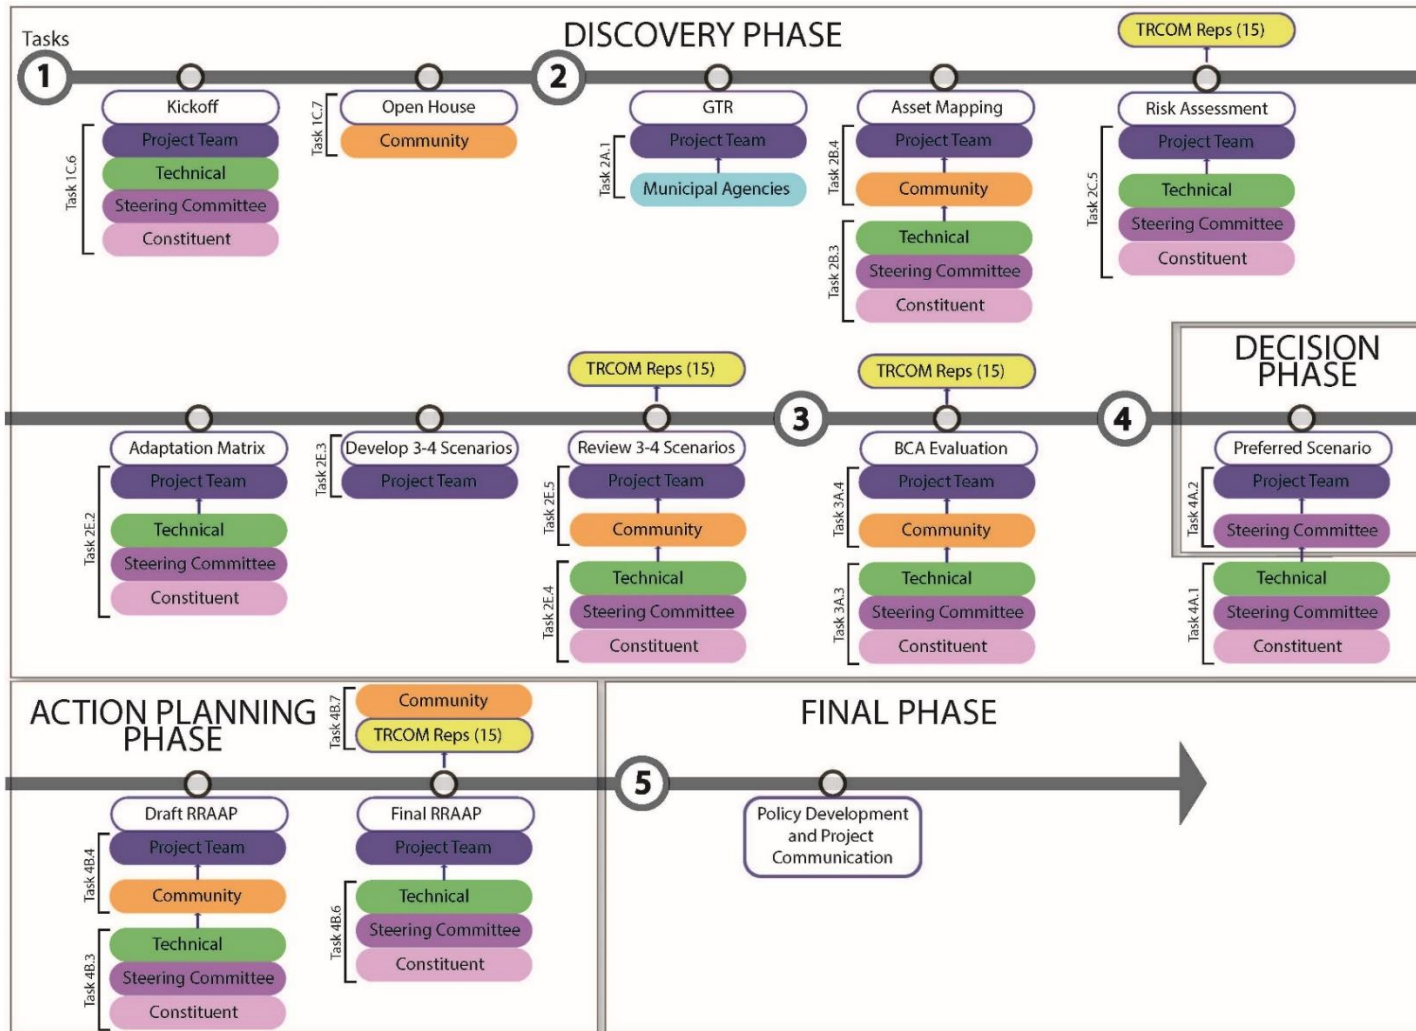 Tasks
DISCOVERY PHASE
TRCOM Reps (15)
1
2
Kickoff
Project Team
Technical
Steering Committee
Constituent
Task 1C.6
Open House
Community
Task 1C.7
GTR
Project Team
Municipal Agencies
Task 2A.1
Asset Mapping
Project Team
Community
Task 2B.4
Technical
Steering Committee
Constituent
Task 2B.3
Risk Assessment
Project Team
Technical
Steering Committee
Constituent
Task 2C.5
Adaptation Matrix
Project Team
Technical
Steering Committee
Constituent
Task 2E.2
Develop 3-4 Scenarios
Project Team
Task 2E.3
TRCOM Reps (15)
Review 3-4 Scenarios
Project Team
Community
Task 2E.5
Technical
Steering Committee
Constituent
Task 2E.4
3
TRCOM Reps (15)
BCA Evaluation
Project Team
Community
Task 3A.4
Technical
Steering Committee
Constituent
Task 3A.3
4
DECISION
PHASE
Preferred Scenario
Project Team
Steering Committee
Task 4A.2
Technical
Steering Committee
Constituent
Task 4A.1
ACTION PLANNING
PHASE
Draft RRAAP
Project Team
Community
Task 4B.4
Technical
Steering Committee
Constituent
Task 4B.3
Community
TRCOM Reps (15)
Task 4B.7
Final RRAAP
Project Team
Technical
Steering Committee
Constituent
Task 4B.6
5
FINAL PHASE
Policy Development
and Project
Communication